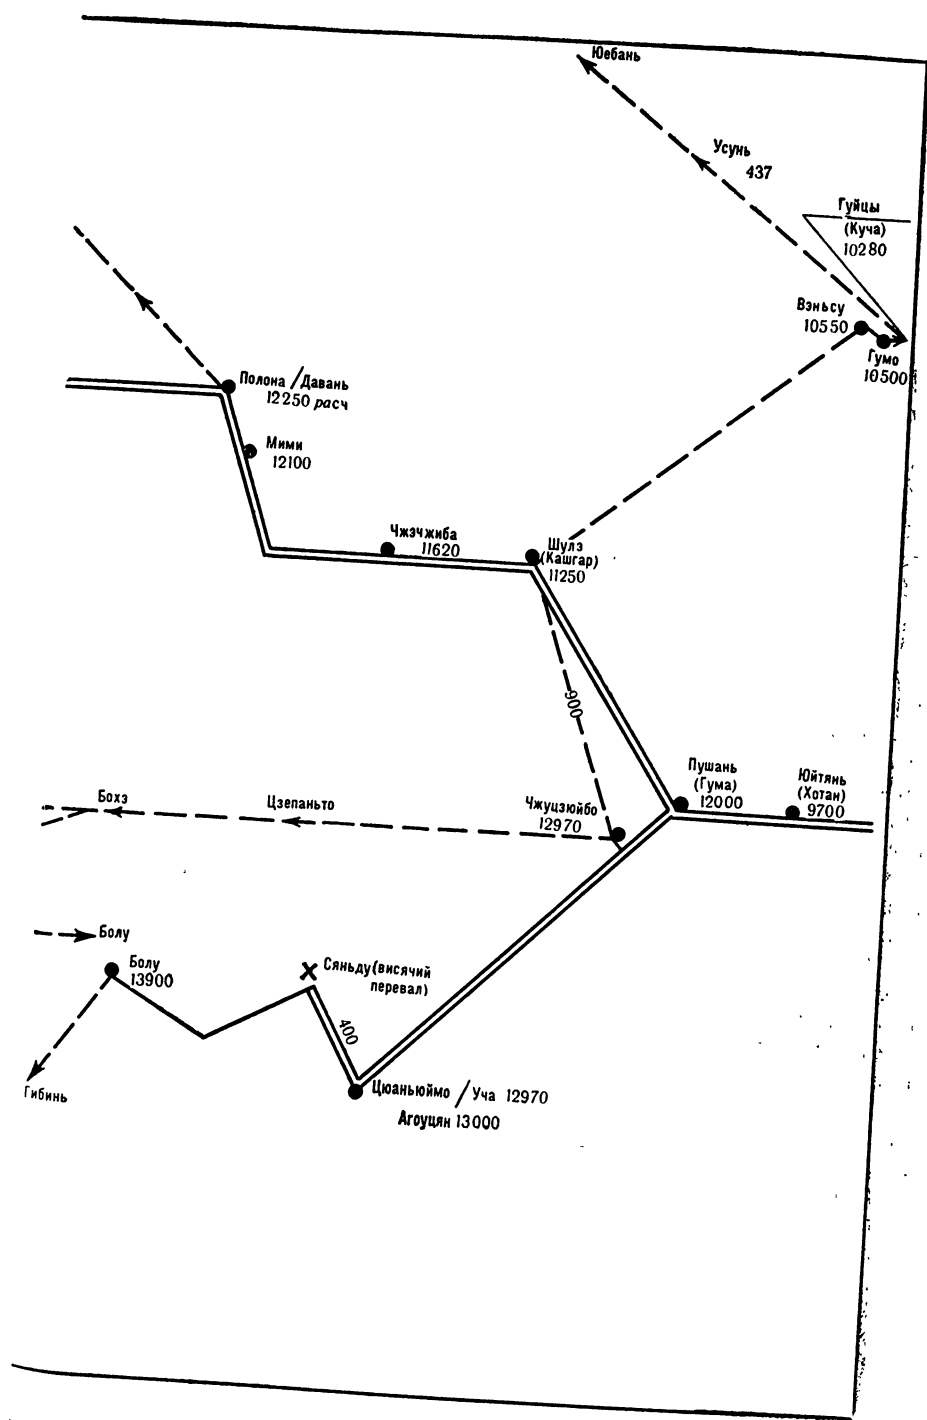 Юебань
Усунь
437
Гуйцы
(Куча)
10280
Вэньсу
10550
Гумо
10500
Полона / Давань
12250 расч
Мими
12100
Чжэчжиба
11620
Шулэ
(Кашгар)
11250
900
Пушань
(Гума)
12000
Юйтянь
(Хотан)
9700
Бохэ
Цзепаньто
Чжуцзюйбо
12970
Болу
Болу
13900
Сяньду (висячий
перевал)
400
Гибинь
Цюаньюймо / Уча 12970
Агоуцян 13000